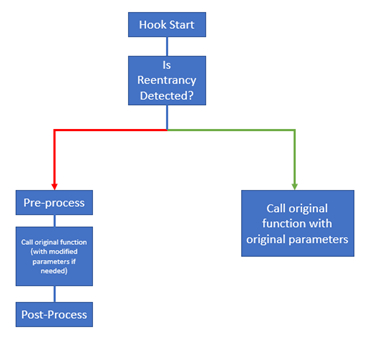 Hook Start
Is
Reentrancy
Detected?
Pre-process
Call original function
(with modified
parameters if
needed)
Post-Process
Call original
function with
original parameters